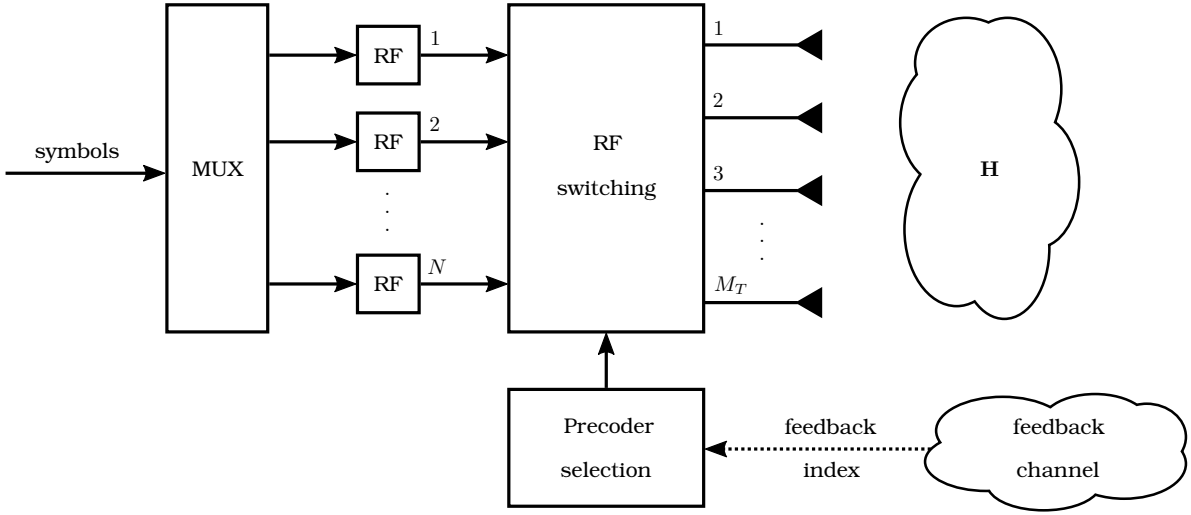 symbols
MUX
RF
1
RF
2
RF
N
RF
switching
1
2
3
M_T
H
Precoder
selection
feedback
index
feedback
channel